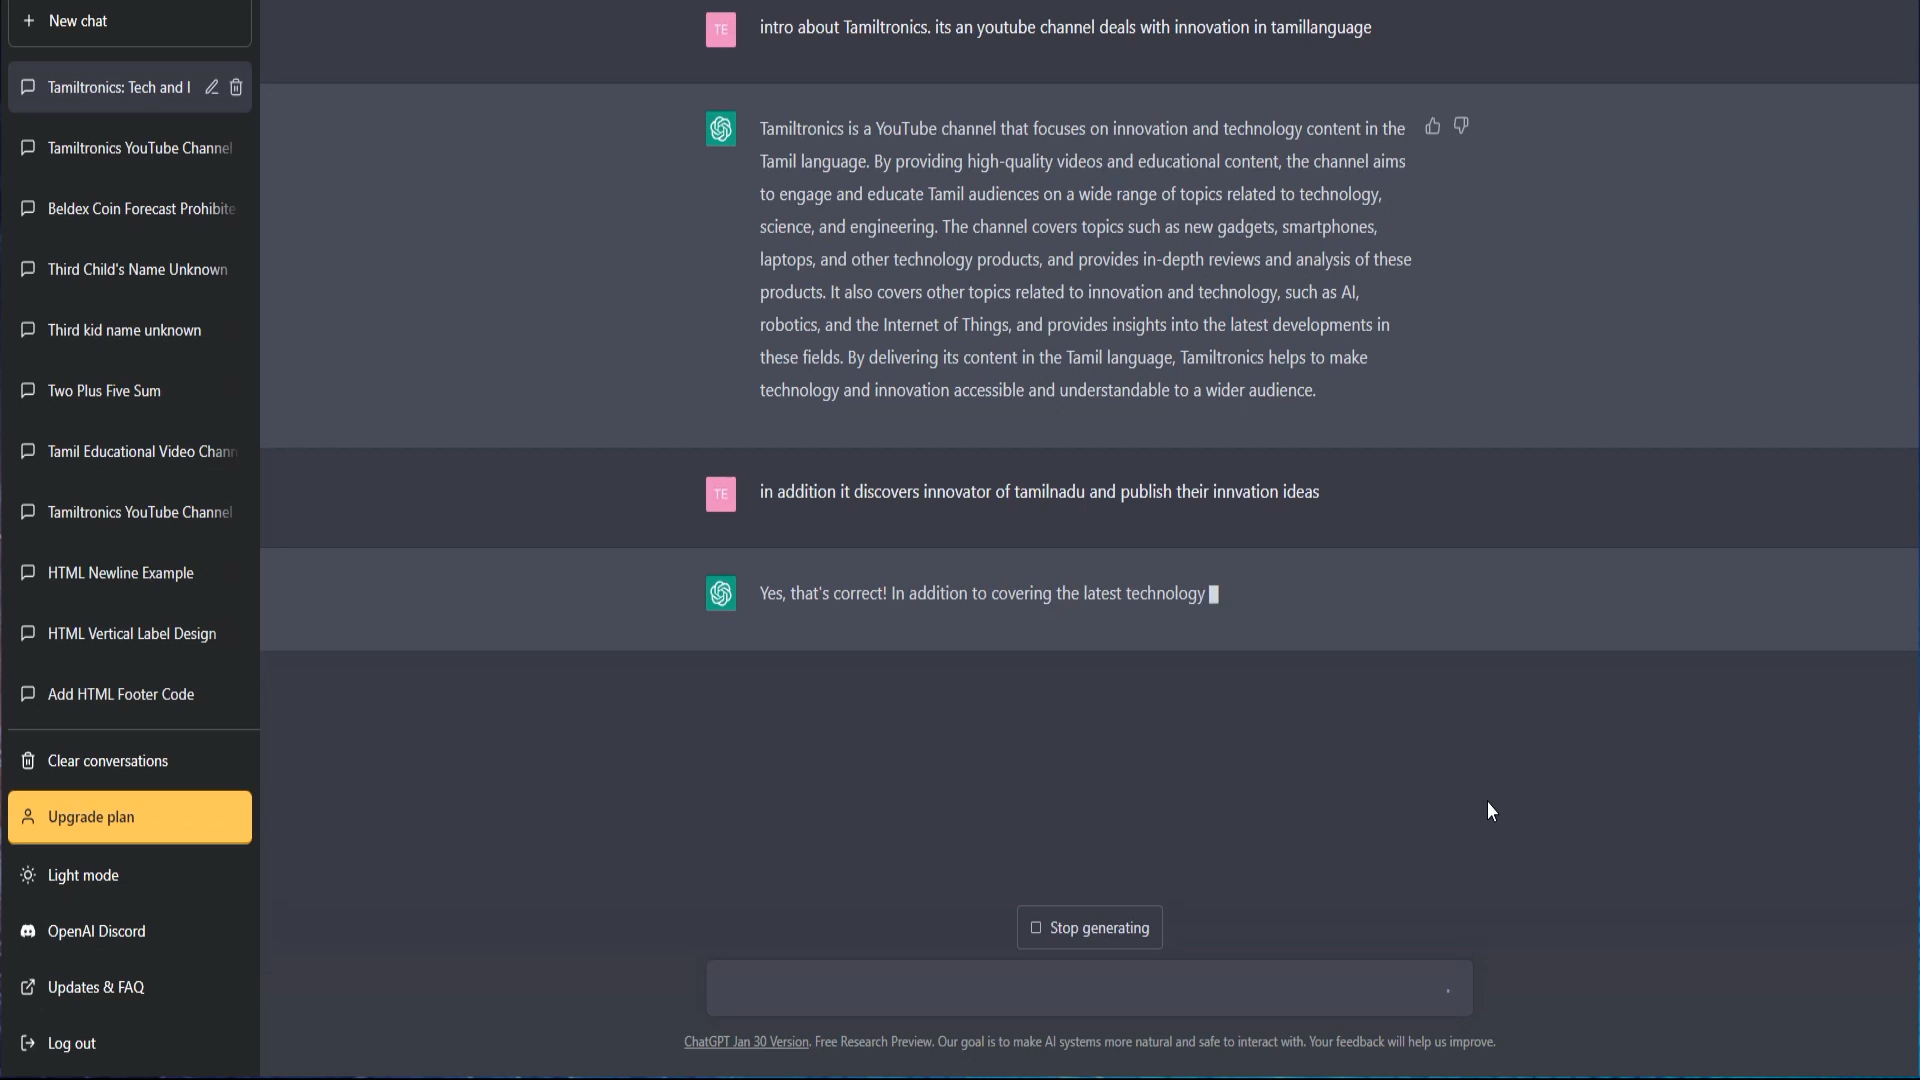 New chat
Tamiltronics: Tech and I
Tamiltronics YouTube Channel
Beldex Coin Forecast Prohibite
Third Child's Name Unknown
Third kid name unknown
Two Plus Five Sum
Tamil Educational Video Chann
Tamiltronics YouTube Channel
HTML Newline Example
HTML Vertical Label Design
Add HTML Footer Code
Clear conversations
Upgrade plan
Light mode
OpenAI Discord
Updates & FAQ
Log out
TE
intro about Tamiltronics. its an youtube channel deals with innovation in tamillanguage
Tamiltronics is a YouTube channel that focuses on innovation and technology content in the
Tamil language. By providing high-quality videos and educational content, the channel aims
to engage and educate Tamil audiences on a wide range of topics related to technology,
science, and engineering. The channel covers topics such as new gadgets, smartphones,
laptops, and other technology products, and provides in-depth reviews and analysis of these
products. It also covers other topics related to innovation and technology, such as AI,
robotics, and the Internet of Things, and provides insights into the latest developments in
these fields. By delivering its content in the Tamil language, Tamiltronics helps to make
technology and innovation accessible and understandable to a wider audience.
TE
in addition it discovers innovator of tamilnadu and publish their innvation ideas
Yes, that's correct! In addition to covering the latest technology
Stop generating
ChatGPT Jan 30 Version. Free Research Preview. Our goal is to make AI systems more natural and safe to interact with. Your feedback will help us improve.